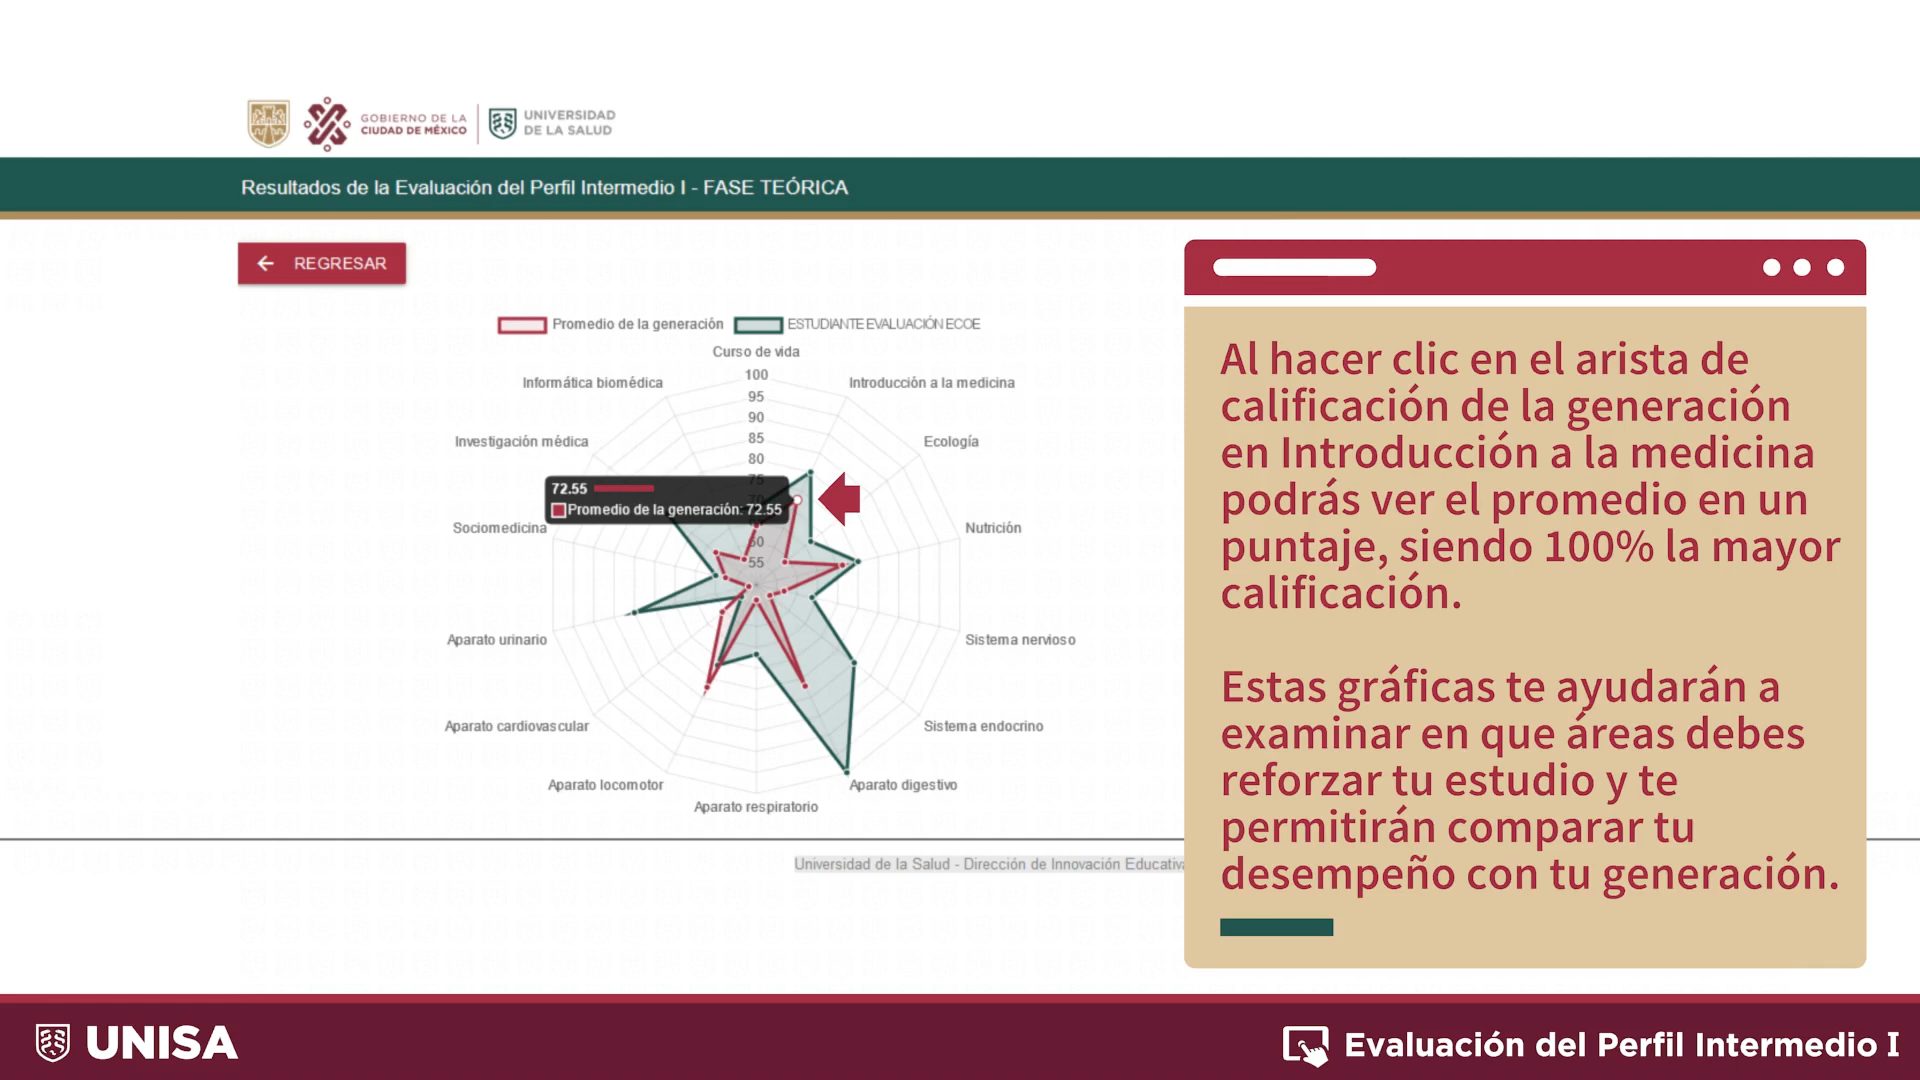 GOBIERNO DE LA
CIUDAD DE MÉXICO
UNIVERSIDAD
DE LA SALUD
Resultados de la Evaluación del Perfil Intermedio I - FASE TEÓRICA
REGRESAR
Promedio de la generación
ESTUDIANTE EVALUACIÓN ECOE
Curso de vida
Informática biomédica
100
Introducción a la medicina
95
90
Investigación médica
85
Ecología
80
75
72.55
70
Promedio de la generación: 72.55
Sociomedicina
Nutrición
60
55
Aparato urinario
Sistema nervioso
Aparato cardiovascular
Sistema endocrino
Aparato locomotor
Aparato digestivo
Aparato respiratorio
Universidad de la Salud - Dirección de Innovación Educativa
Al hacer clic en el arista de
calificación de la generación
en Introducción a la medicina
podrás ver el promedio en un
puntaje, siendo 100% la mayor
calificación.
Estas gráficas te ayudarán a
examinar en que áreas debes
reforzar tu estudio y te
permitirán comparar tu
desempeño con tu generación.
UNISA
Evaluación del Perfil Intermedio I